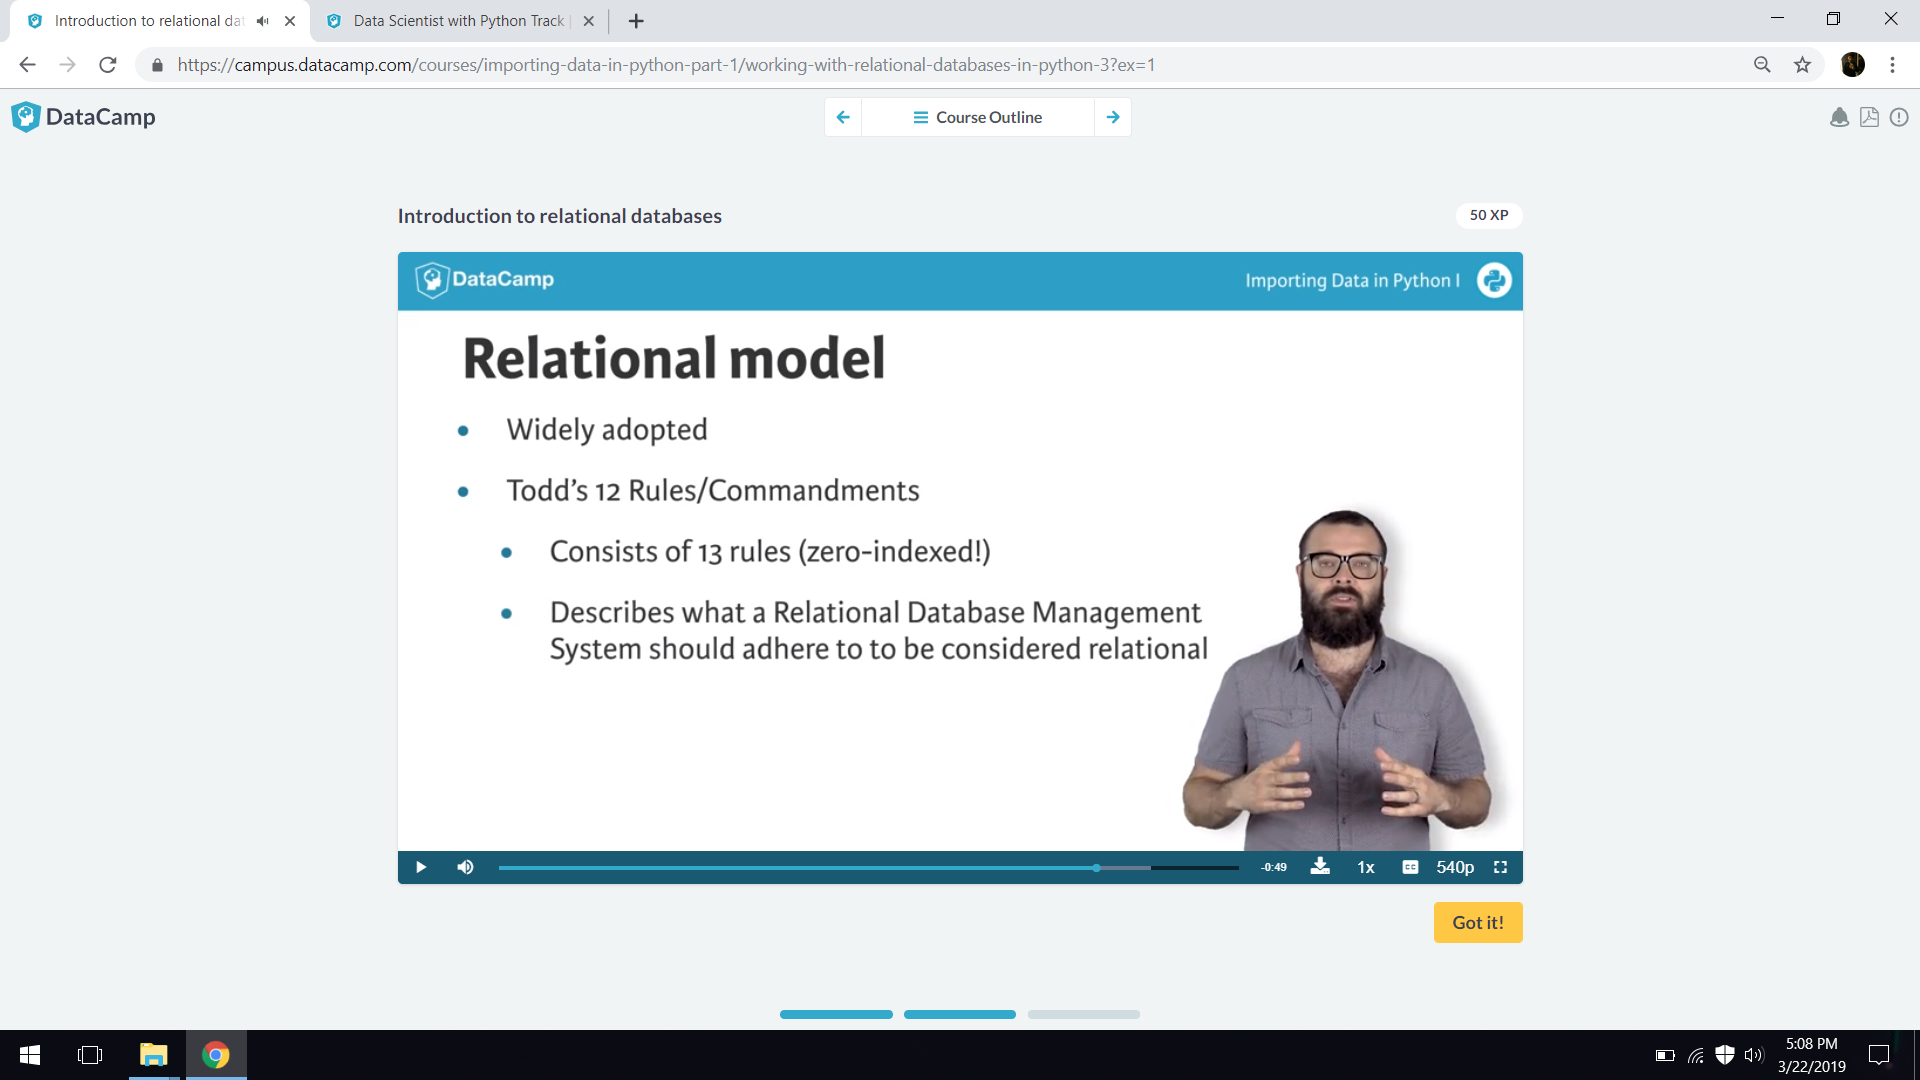 Introduction to relational dat
Data Scientist with Python Track
https://campus.datacamp.com/courses/importing-data-in-python-part-1/working-with-relational-databases-in-python-3?ex=1
DataCamp
Course Outline
Introduction to relational databases
50 XP
DataCamp
Importing Data in Python I
Relational model
• Widely adopted
• Todd's 12 Rules/Commandments
• Consists of 13 rules (zero-indexed!)
• Describes what a Relational Database Management
System should adhere to to be considered relational
-0:49
1x
CC
540p
Got it!
5:08 PM
3/22/2019